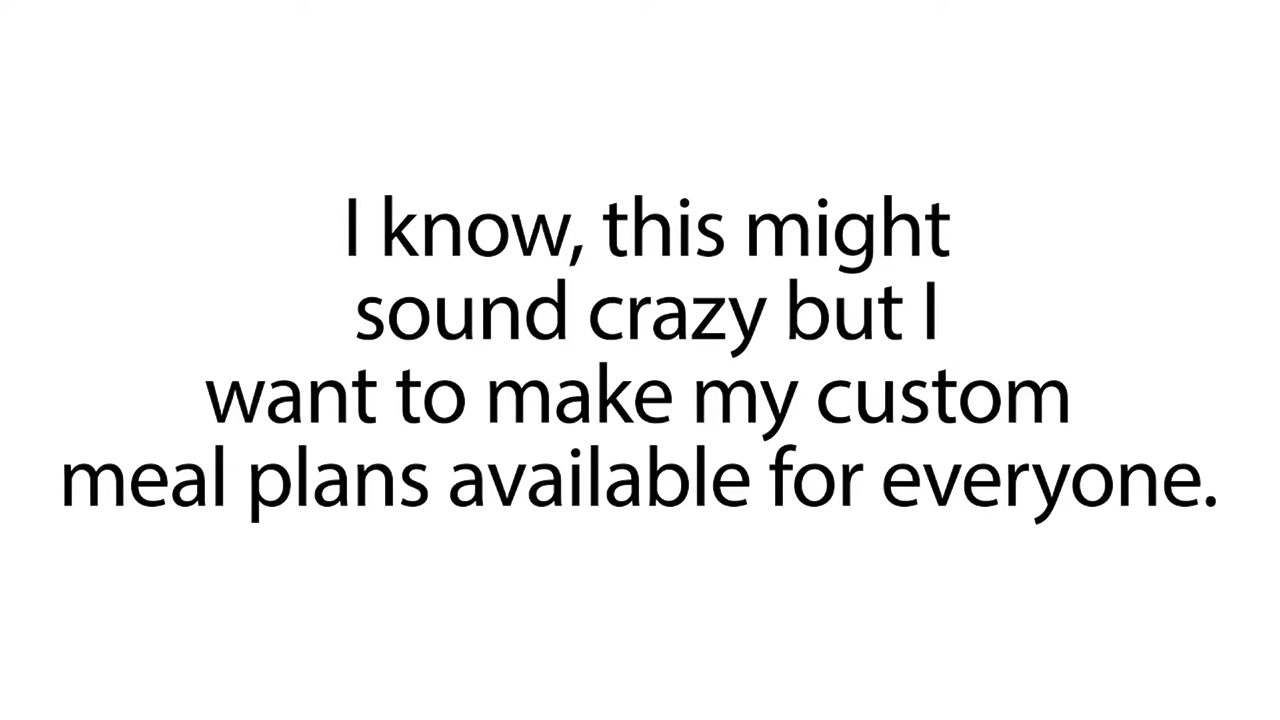 I know, this might
sound crazy but I
want to make my custom
meal plans available for everyone.